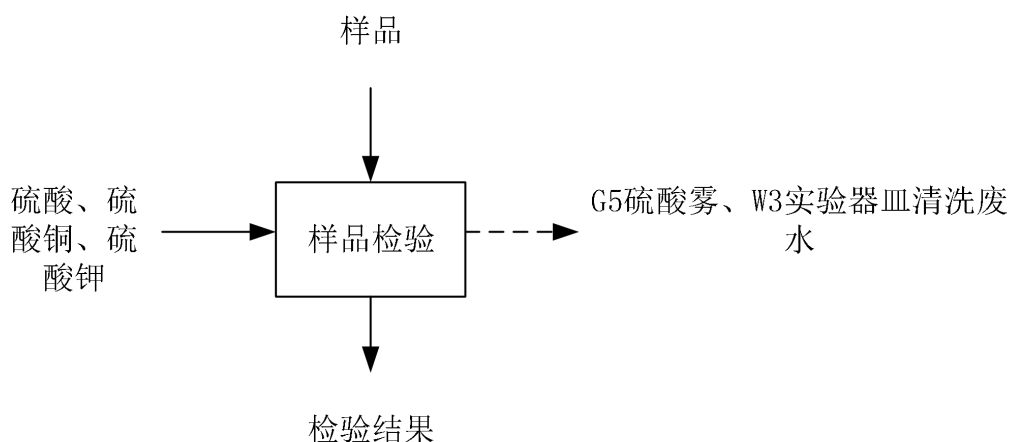 样品
硫酸、硫
酸铜、硫
酸钾
样品检验
G5硫酸雾、W3实验器皿清洗废
水
检验结果